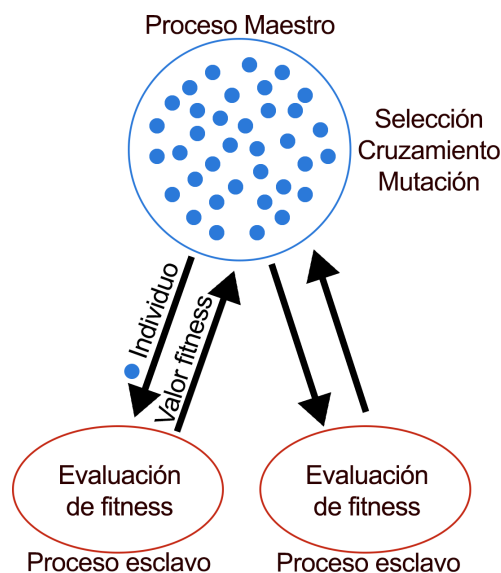 Proceso Maestro
Selección
Cruzamiento
Mutación
Individuo
Valor fitness
Evaluación
de fitness
Proceso esclavo
Evaluación
de fitness
Proceso esclavo